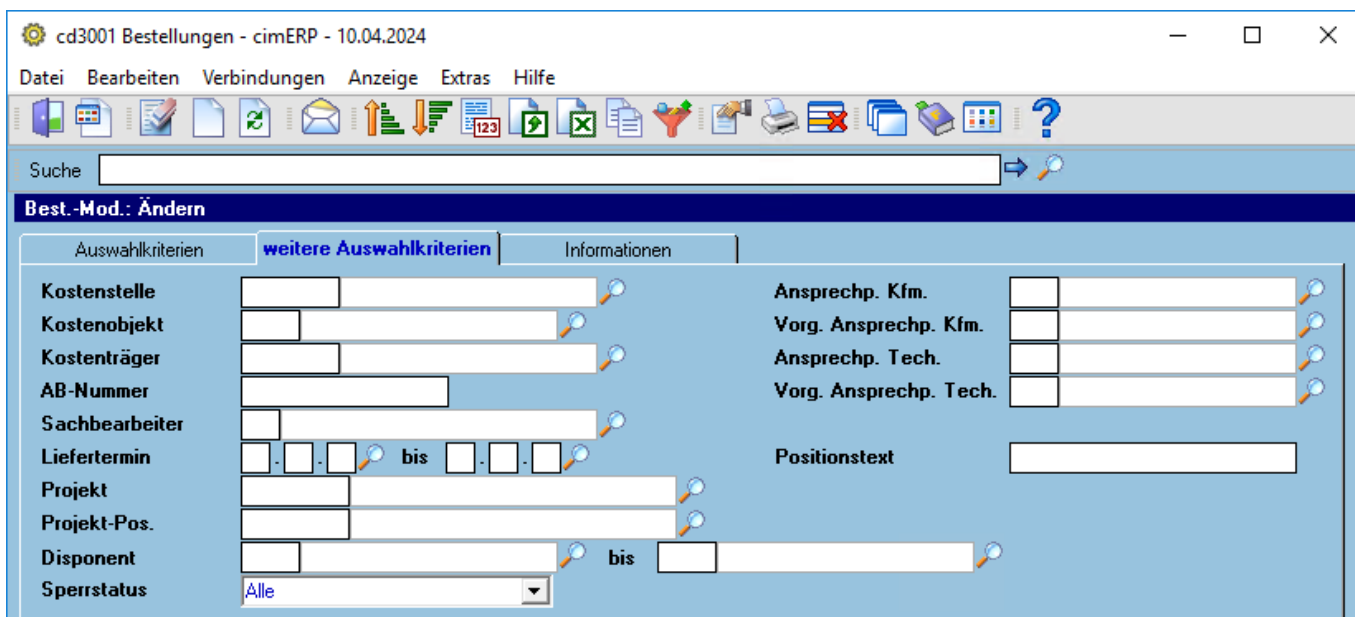 cd3001 Bestellungen - cimERP - 10.04.2024
Datei Bearbeiten Verbindungen Anzeige Extras Hilfe
123
Suche
Best.-Mod.: Ändern
Auswahlkriterien weitere Auswahlkriterien Informationen
Kostenstelle Ansprechp. Kfm.
Kostenobjekt Vorg. Ansprechp. Kfm.
Kostenträger Ansprechp. Tech.
AB-Nummer Vorg. Ansprechp. Tech.
Sachbearbeiter
Liefertermin . . bis . . Positionstext
Projekt
Projekt-Pos.
Disponent bis
Sperrstatus Alle